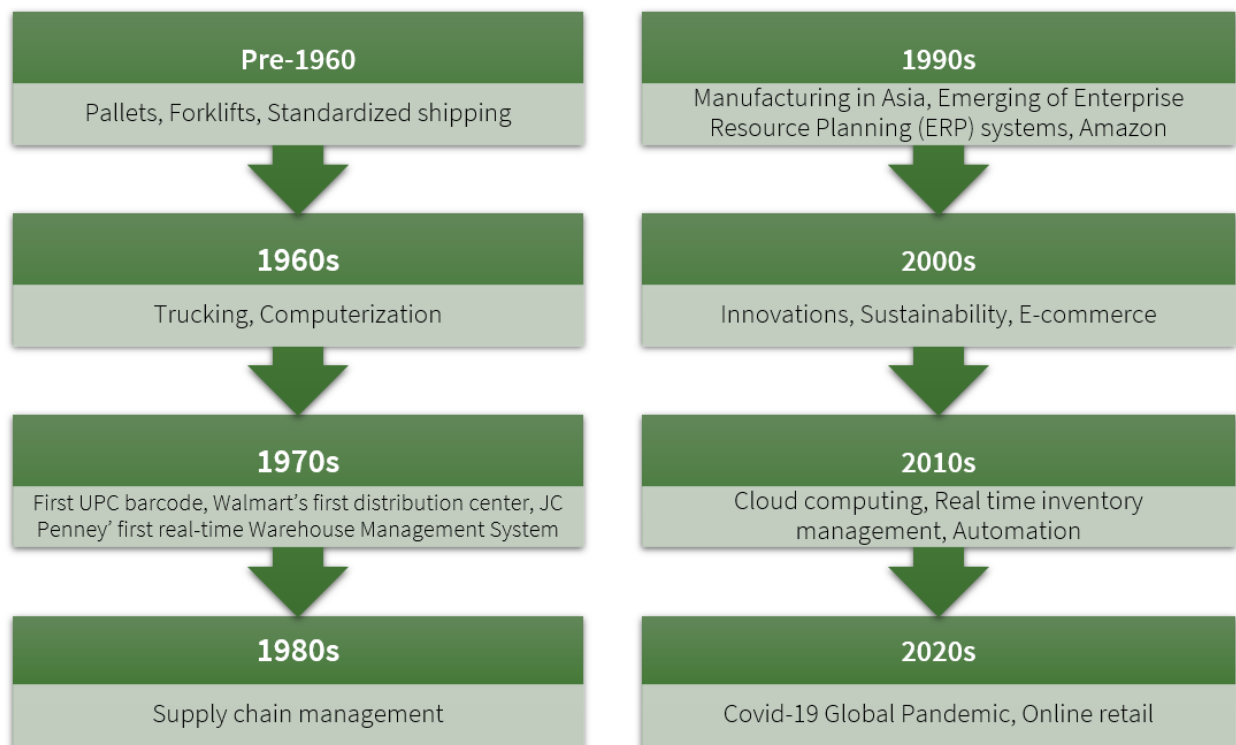 Pre-1960
Pallets, Forklifts, Standardized shipping
1960s
Trucking, Computerization
1970s
First UPC barcode, Walmart’s first distribution center, JC
Penney’ first real-time Warehouse Management System
1980s
Supply chain management
1990s
Manufacturing in Asia, Emerging of Enterprise
Resource Planning (ERP) systems, Amazon
2000s
Innovations, Sustainability, E-commerce
2010s
Cloud computing, Real time inventory
management, Automation
2020s
Covid-19 Global Pandemic, Online retail